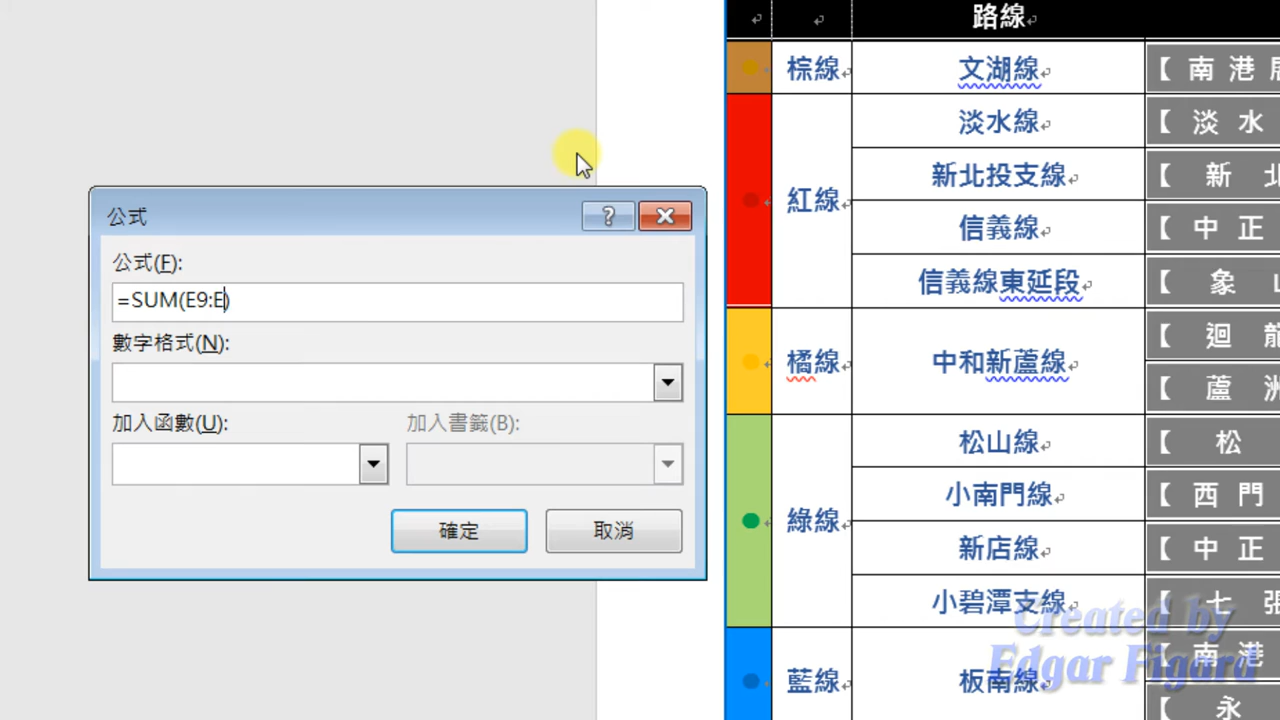 路線
棕線 文湖線 【 南 港
紅線 淡水線 【 淡 水
新北投支線 【 新 北
信義線 【 中 正
信義線東延段 【 象
橘線 中和新蘆線 【 迴 龍
【 蘆 洲
綠線 松山線 【 松
小南門線 【 西 門
新店線 【 中 正
小碧潭支線 【 七 張
藍線 板南線 【 南 港
【 永
公式
公式(F):
=SUM(E9:E)
數字格式(N):
加入函數(U): 加入書籤(B):
確定 取消
Created by
Edgar Figaro